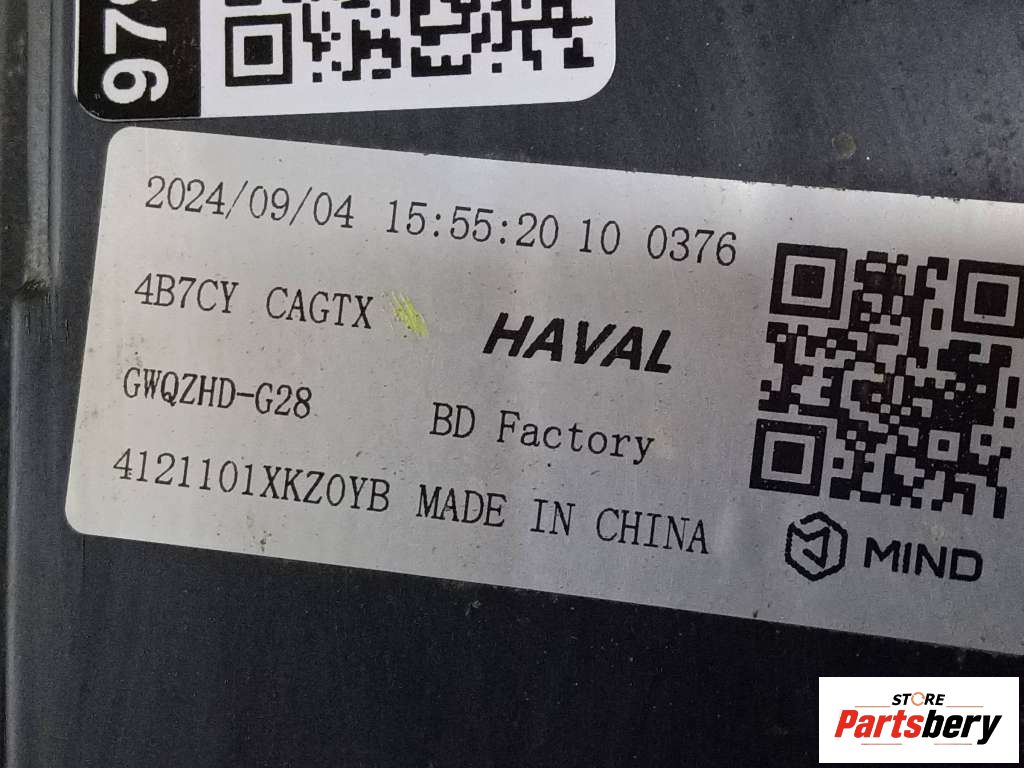 2024/09/04 15:55:20 10 0376
4B7CY CAGTX
HAVAL
GWQZHD-G28
BD Factory
4121101XKZ0YB MADE IN CHINA
MIND
STORE
Partsbery